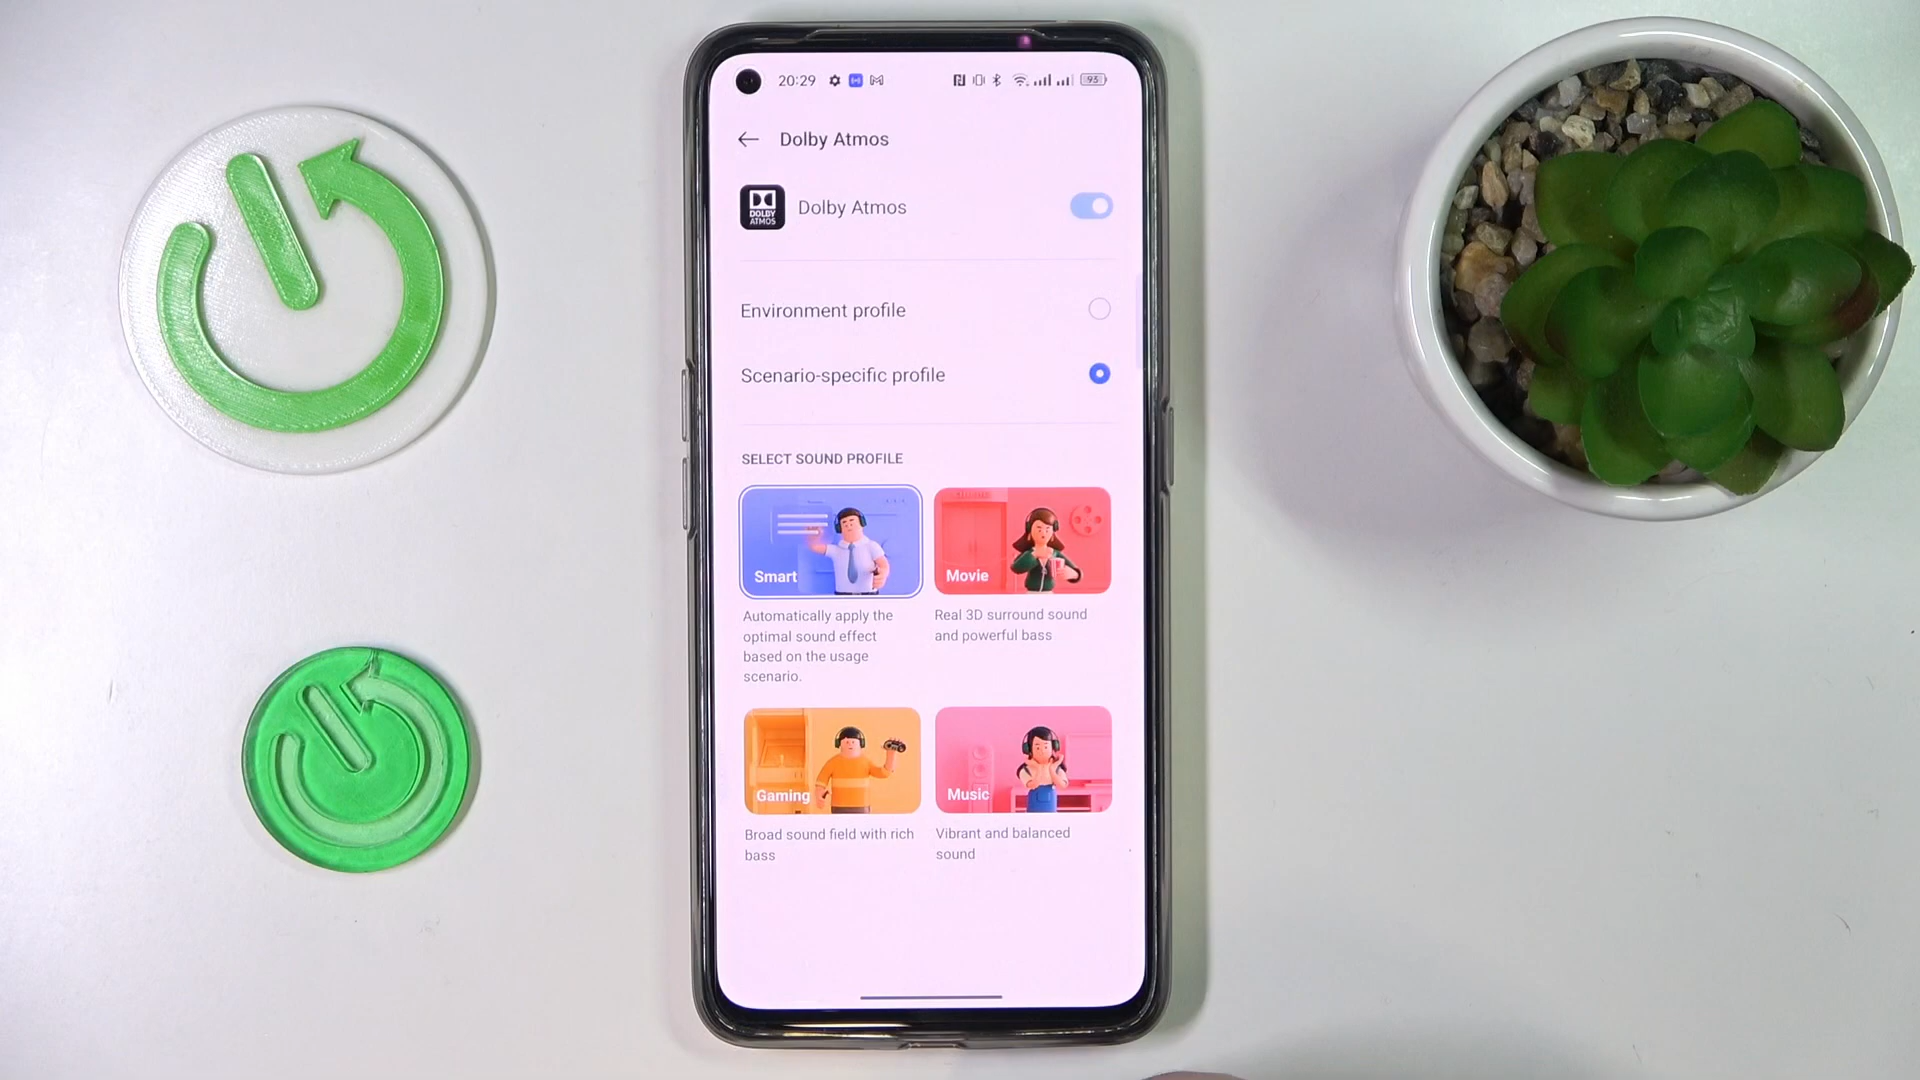 20:29
93
Dolby Atmos
DOLBY
ATMOS
Dolby Atmos
Environment profile
Scenario-specific profile
SELECT SOUND PROFILE
Smart
Movie
Automatically apply the
optimal sound effect
based on the usage
scenario.
Real 3D surround sound
and powerful bass
Gaming
Music
Broad sound field with rich
bass
Vibrant and balanced
sound